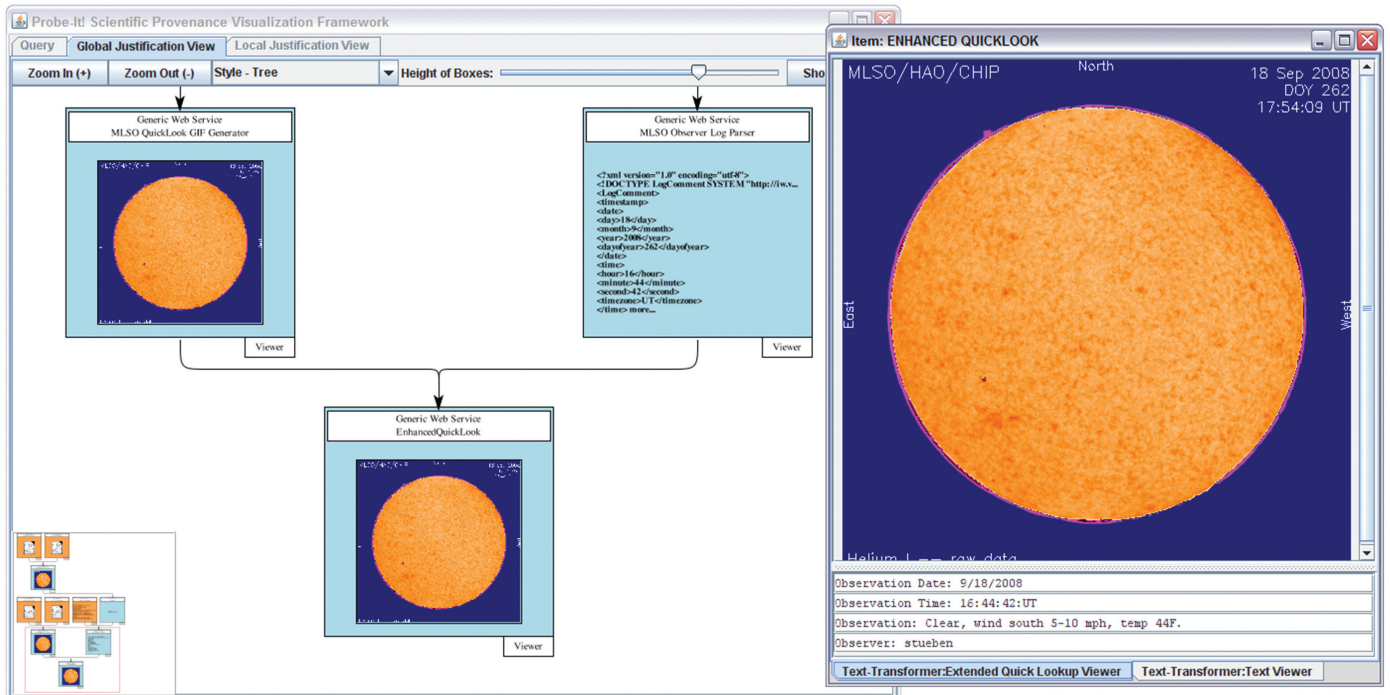 Probe-It! Scientific Provenance Visualization Framework
Query
Global Justification View
Local Justification View
Zoom In (+)
Zoom Out (-)
Style - Tree
Height of Boxes:
Sho
Generic Web Service
MLSO QuickLook GIF Generator
Viewer
Generic Web Service
MLSO Observer Log Parser
<?xml version="1.0" encoding="utf-8">
<!DOCTYPE LogComment SYSTEM "http://iw.v...
<LogComment>
<timestamp>
<date>
<day>18</day>
<month>9</month>
<year>2008</year>
<dayofyear>262</dayofyear>
</date>
<time>
<hour>16</hour>
<minute>44</minute>
<second>42</second>
<timezone>UT</timezone>
</time> more...
Viewer
Generic Web Service
EnhancedQuickLook
Viewer
Item: ENHANCED QUICKLOOK
MLSO/HAO/CHIP
North
18 Sep 2008
DOY 262
17:54:09 UT
East
West
Helium I -- raw data
Observation Date: 9/18/2008
Observation Time: 16:44:42:UT
Observation: Clear, wind south 5-10 mph, temp 44F.
Observer: stueben
Text-Transformer:Extended Quick Lookup Viewer
Text-Transformer:Text Viewer